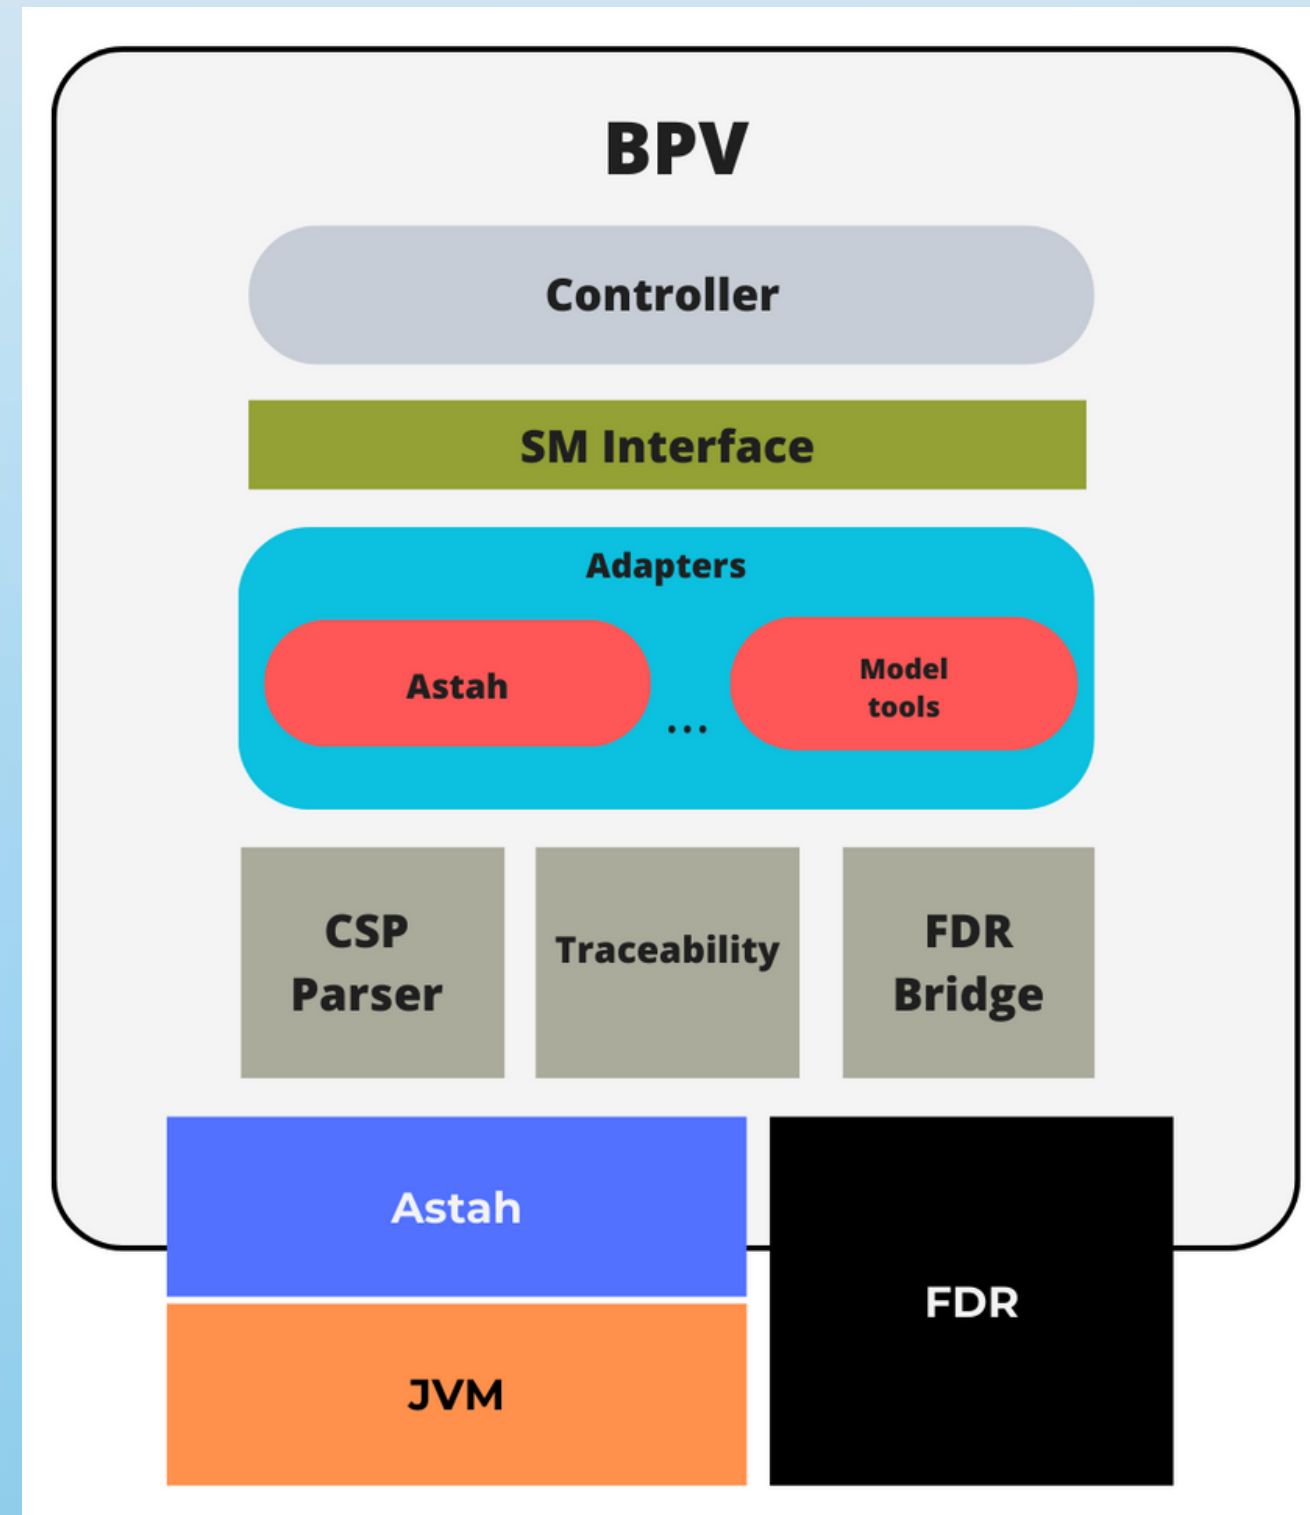 BPV
Controller
SM Interface
Adapters
Astah
...
Model
tools
CSP
Parser
Traceability
FDR
Bridge
Astah
FDR
JVM